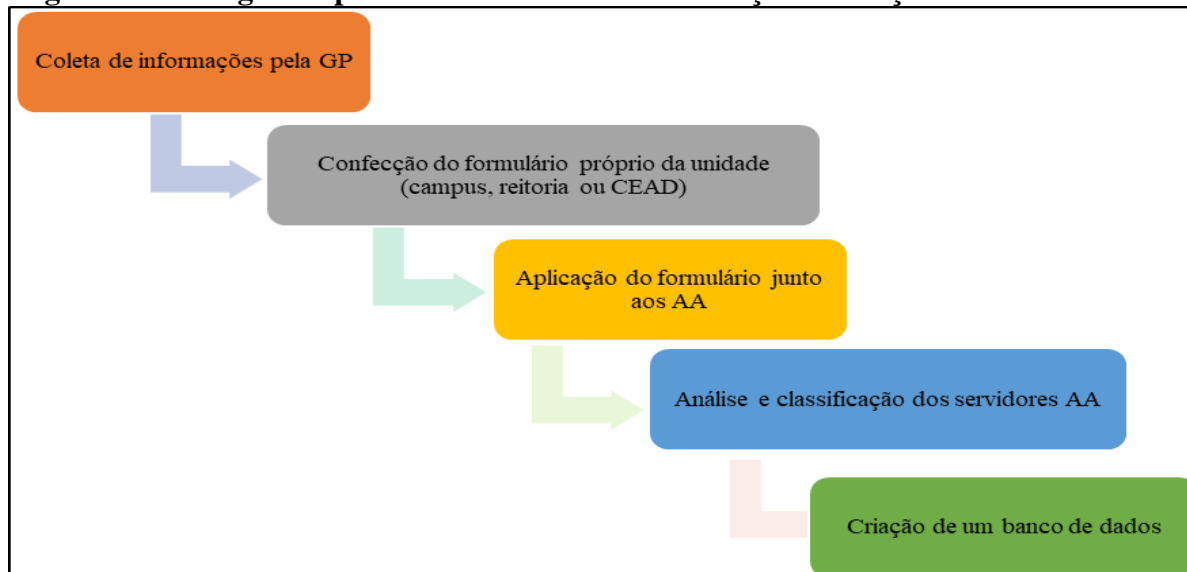 Coleta de informações pela GP
Confecção do formulário próprio da unidade
(campus, reitoria ou CEAD)
Aplicação do formulário junto
aos AA
Análise e classificação dos servidores AA
Criação de um banco de dados